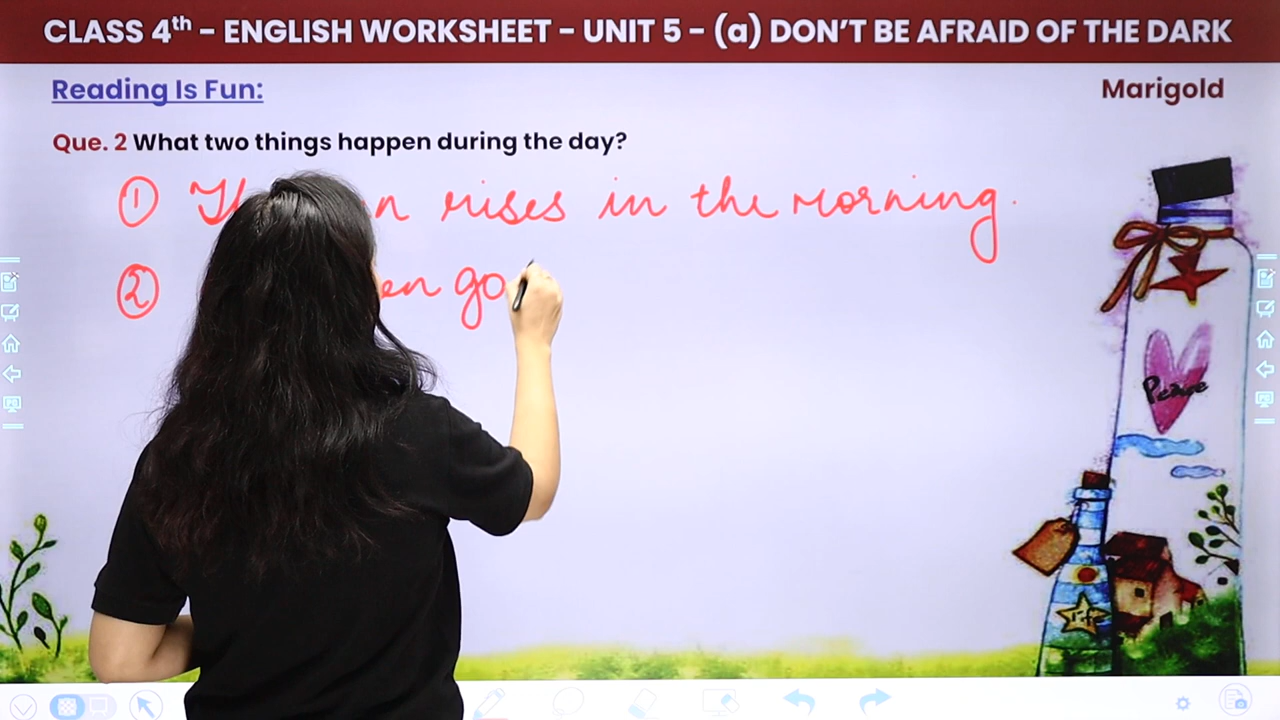 CLASS 4th – ENGLISH WORKSHEET – UNIT 5 – (a) DON'T BE AFRAID OF THE DARK
Reading Is Fun:
Marigold
Que. 2 What two things happen during the day?
① rises in the morning.
②
Peace